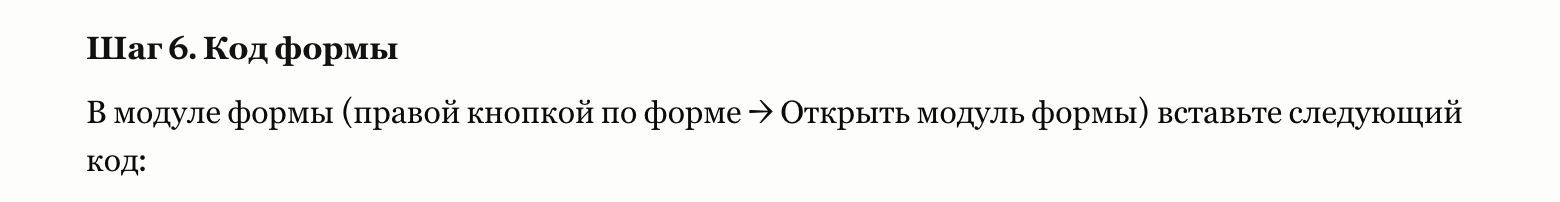 Шаг 6. Код формы
В модуле формы (правой кнопкой по форме → Открыть модуль формы) вставьте следующий
код: